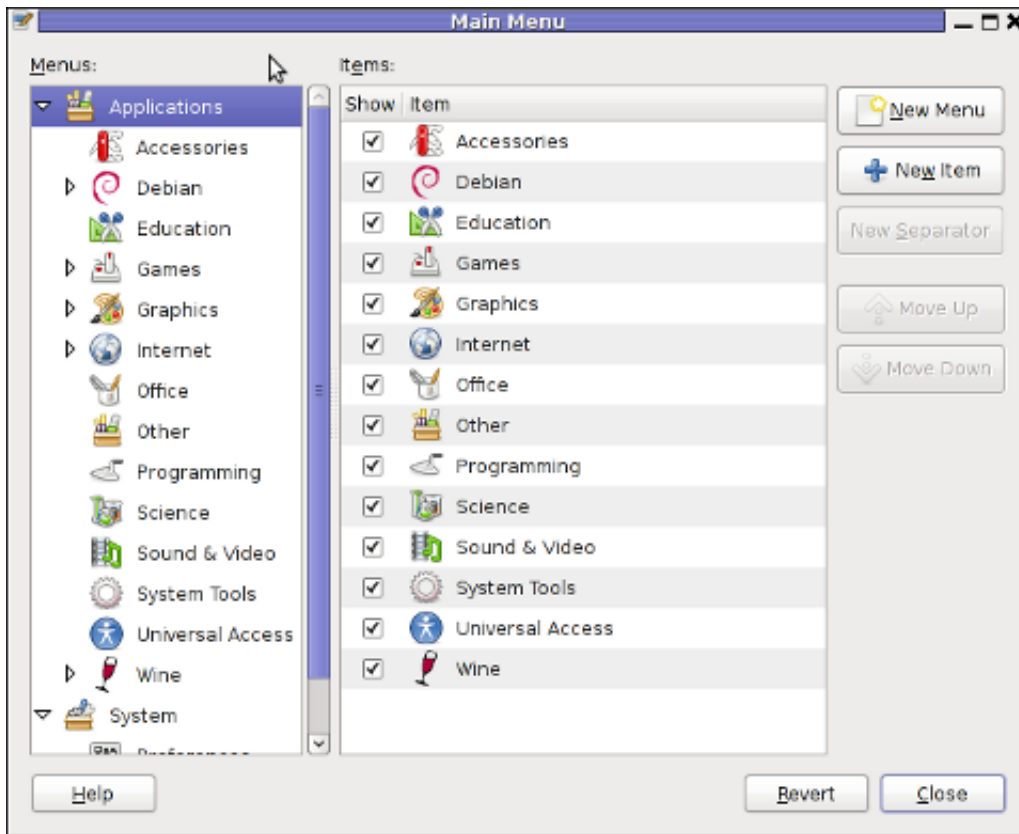 Main Menu
Menus:
Items:
Applications
Accessories
Debian
Education
Games
Graphics
Internet
Office
Other
Programming
Science
Sound & Video
System Tools
Universal Access
Wine
System
Preferences
Show Item
Accessories
Debian
Education
Games
Graphics
Internet
Office
Other
Programming
Science
Sound & Video
System Tools
Universal Access
Wine
New Menu
New Item
New Separator
Move Up
Move Down
Help
Revert
Close